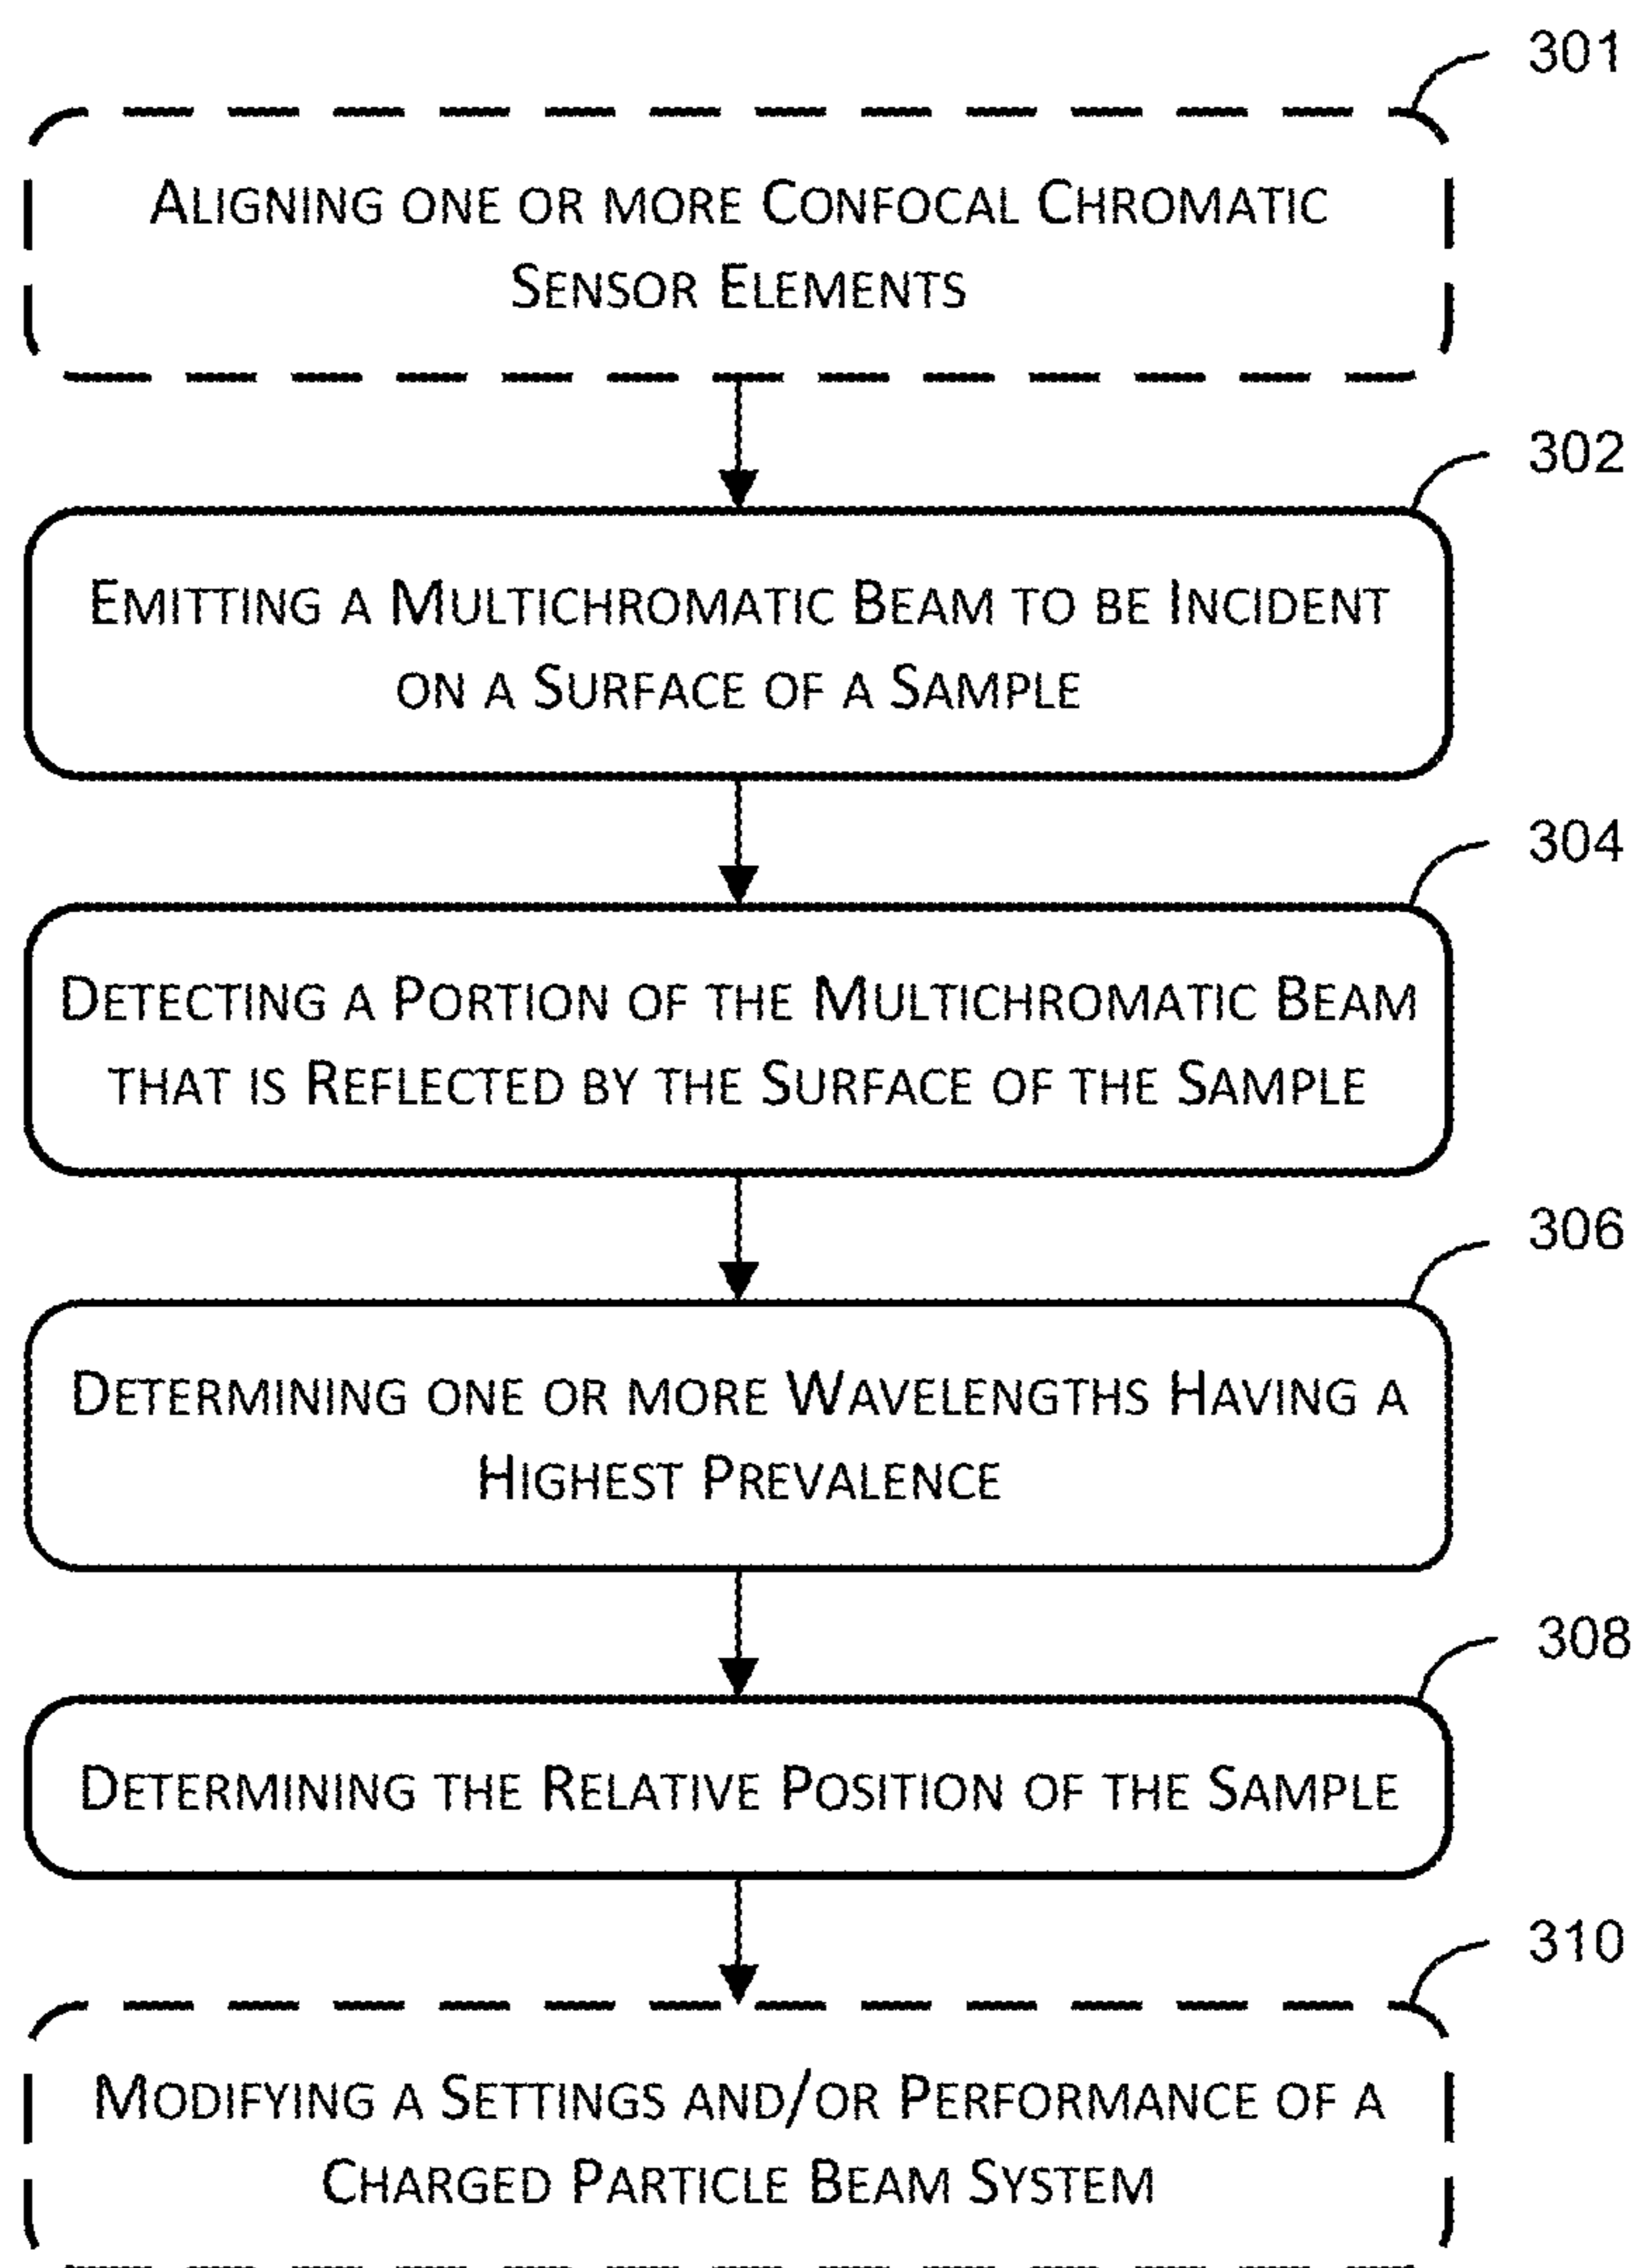 301
ALIGNING ONE OR MORE CONFOCAL CHROMATIC
SENSOR ELEMENTS
302
EMITTING A MULTICHROMATIC BEAM TO BE INCIDENT
ON A SURFACE OF A SAMPLE
304
DETECTING A PORTION OF THE MULTICHROMATIC BEAM
THAT IS REFLECTED BY THE SURFACE OF THE SAMPLE
306
DETERMINING ONE OR MORE WAVELENGTHS HAVING A
HIGHEST PREVALENCE
308
DETERMINING THE RELATIVE POSITION OF THE SAMPLE
310
MODIFYING A SETTINGS AND/OR PERFORMANCE OF A
CHARGED PARTICLE BEAM SYSTEM